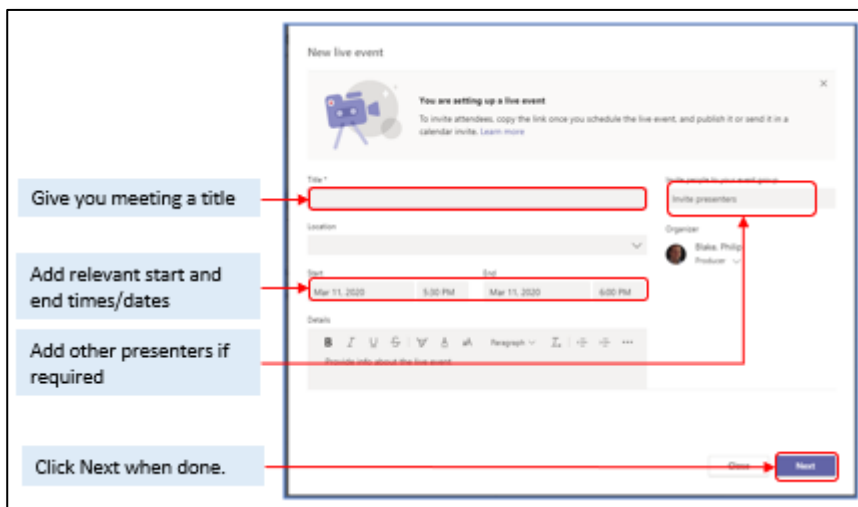 New live event
You are setting up a live event
To invite attendees, copy the link once you schedule the live event, and publish it or send it in a
calendar invite. Learn more
Give you meeting a title
Title *
Invite people to your event group
Invite presenters
Location
Organizer
Blake, Philip
Producer
Add relevant start and
end times/dates
Start
End
Mar 11, 2020
5:30 PM
Mar 11, 2020
6:00 PM
Add other presenters if
required
Details
B I U S
Paragraph
Provide info about the live event
Click Next when done.
Close
Next